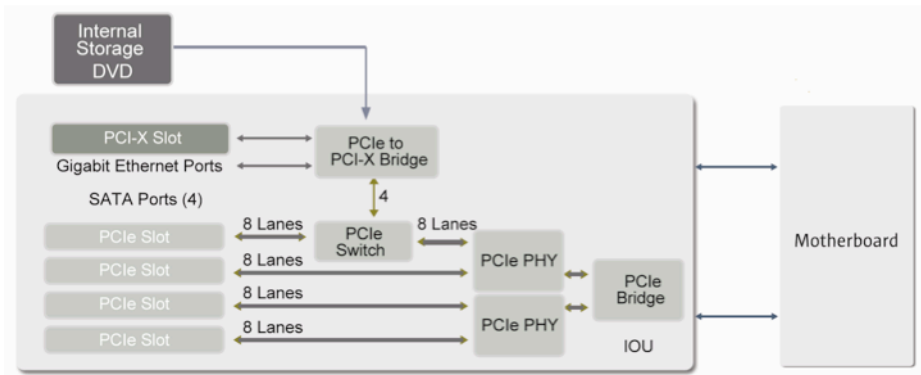 Internal
Storage
DVD
PCI-X Slot
PCIe to
PCI-X Bridge
Gigabit Ethernet Ports
SATA Ports (4)
4
8 Lanes
8 Lanes
PCIe Slot
PCIe
Switch
8 Lanes
PCIe PHY
PCIe Slot
PCIe
Bridge
Motherboard
8 Lanes
PCIe Slot
8 Lanes
PCIe PHY
PCIe Slot
IOU